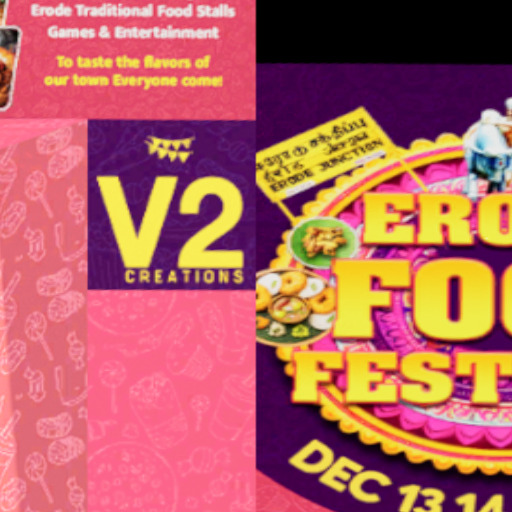 Erode Traditional Food Stalls
Games & Entertainment
To taste the flavors of
our town Everyone come!
V2
CREATIONS
ERODE JUNCTION
ERO
FOO
FEST
DEC 13 14